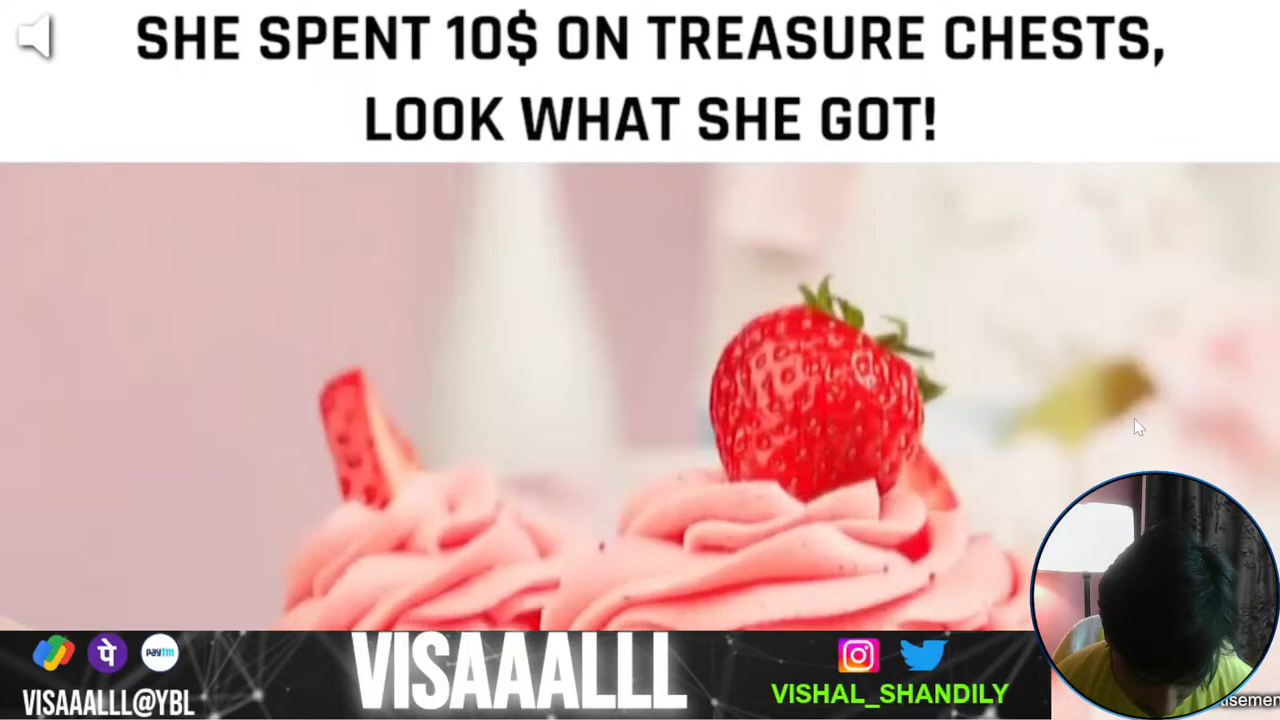 SHE SPENT 10$ ON TREASURE CHESTS,
LOOK WHAT SHE GOT!
पे
paytm
VISAAALLL@YBL
VISAAALLL
VISHAL_SHANDILY